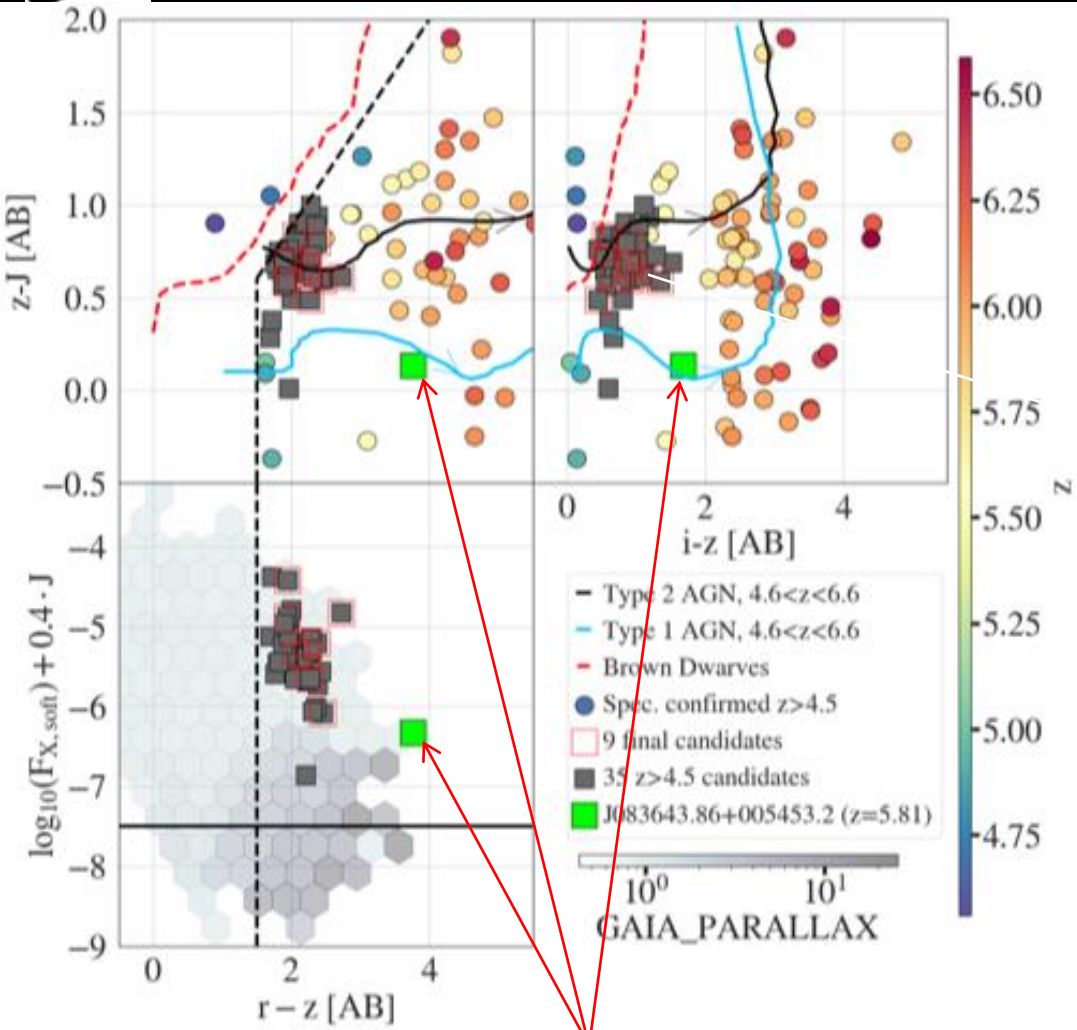 2.0
1.5
1.0
0.5
0.0
−0.5
z-J [AB]
0 2 4
i-z [AB]
−4
−5
−6
−7
−8
−9
log10(FX, soft) + 0.4 · J
0 2 4
r − z [AB]
Type 2 AGN, 4.6<z<6.6
Type 1 AGN, 4.6<z<6.6
Brown Dwarves
Spec. confirmed z>4.5
9 final candidates
35 z>4.5 candidates
J083643.86+005453.2 (z=5.81)
10⁰ 10¹
GAIA_PARALLAX
6.50
6.25
6.00
5.75
5.50
5.25
5.00
4.75
z